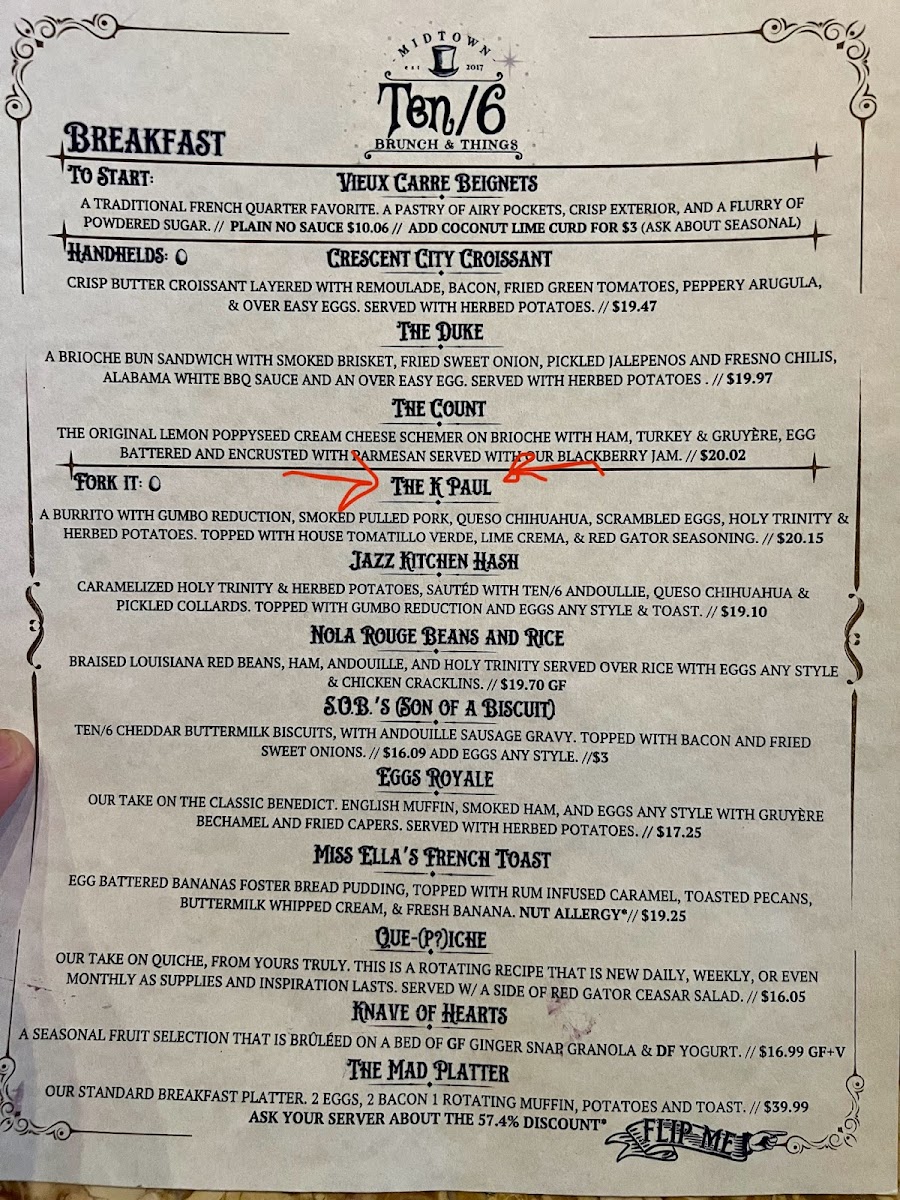 MIDTOWN
est 2017
Ten/6
BRUNCH & THINGS
BREAKFAST
TO START:
VIEUX CARRE BEIGNETS
A TRADITIONAL FRENCH QUARTER FAVORITE. A PASTRY OF AIRY POCKETS, CRISP EXTERIOR, AND A FLURRY OF
POWDERED SUGAR. // PLAIN NO SAUCE $10.06 // ADD COCONUT LIME CURD FOR $3 (ASK ABOUT SEASONAL)
HANDHELDS:
CRESCENT CITY CROISSANT
CRISP BUTTER CROISSANT LAYERED WITH REMOULADE, BACON, FRIED GREEN TOMATOES, PEPPERY ARUGULA,
& OVER EASY EGGS. SERVED WITH HERBED POTATOES. // $19.47
THE DUKE
A BRIOCHE BUN SANDWICH WITH SMOKED BRISKET, FRIED SWEET ONION, PICKLED JALEPENOS AND FRESNO CHILIS,
ALABAMA WHITE BBQ SAUCE AND AN OVER EASY EGG. SERVED WITH HERBED POTATOES . // $19.97
THE COUNT
THE ORIGINAL LEMON POPPYSEED CREAM CHEESE SCHEMER ON BRIOCHE WITH HAM, TURKEY & GRUYÈRE, EGG
BATTERED AND ENCRUSTED WITH PARMESAN SERVED WITH OUR BLACKBERRY JAM. // $20.02
FORK IT:
THE K PAUL
A BURRITO WITH GUMBO REDUCTION, SMOKED PULLED PORK, QUESO CHIHUAHUA, SCRAMBLED EGGS, HOLY TRINITY &
HERBED POTATOES. TOPPED WITH HOUSE TOMATILLO VERDE, LIME CREMA, & RED GATOR SEASONING. // $20.15
JAZZ KITCHEN HASH
CARAMELIZED HOLY TRINITY & HERBED POTATOES, SAUTÉD WITH TEN/6 ANDOULLIE, QUESO CHIHUAHUA &
PICKLED COLLARDS. TOPPED WITH GUMBO REDUCTION AND EGGS ANY STYLE & TOAST. // $19.10
NOLA ROUGE BEANS AND RICE
BRAISED LOUISIANA RED BEANS, HAM, ANDOUILLE, AND HOLY TRINITY SERVED OVER RICE WITH EGGS ANY STYLE
& CHICKEN CRACKLINS. // $19.70 GF
S.O.B.'S (SON OF A BISCUIT)
TEN/6 CHEDDAR BUTTERMILK BISCUITS, WITH ANDOUILLE SAUSAGE GRAVY. TOPPED WITH BACON AND FRIED
SWEET ONIONS. // $16.09 ADD EGGS ANY STYLE. //$3
EGGS ROYALE
OUR TAKE ON THE CLASSIC BENEDICT. ENGLISH MUFFIN, SMOKED HAM, AND EGGS ANY STYLE WITH GRUYÈRE
BECHAMEL AND FRIED CAPERS. SERVED WITH HERBED POTATOES. // $17.25
MISS ELLA'S FRENCH TOAST
EGG BATTERED BANANAS FOSTER BREAD PUDDING, TOPPED WITH RUM INFUSED CARAMEL, TOASTED PECANS,
BUTTERMILK WHIPPED CREAM, & FRESH BANANA. NUT ALLERGY*// $19.25
QUE-(P?)ICHE
OUR TAKE ON QUICHE, FROM YOURS TRULY. THIS IS A ROTATING RECIPE THAT IS NEW DAILY, WEEKLY, OR EVEN
MONTHLY AS SUPPLIES AND INSPIRATION LASTS. SERVED W/ A SIDE OF RED GATOR CEASAR SALAD. // $16.05
KNAVE OF HEARTS
A SEASONAL FRUIT SELECTION THAT IS BRÛLÉED ON A BED OF GF GINGER SNAP, GRANOLA & DF YOGURT. // $16.99 GF+V
THE MAD PLATTER
OUR STANDARD BREAKFAST PLATTER. 2 EGGS, 2 BACON 1 ROTATING MUFFIN, POTATOES AND TOAST. // $39.99
ASK YOUR SERVER ABOUT THE 57.4% DISCOUNT*
FLIP ME!